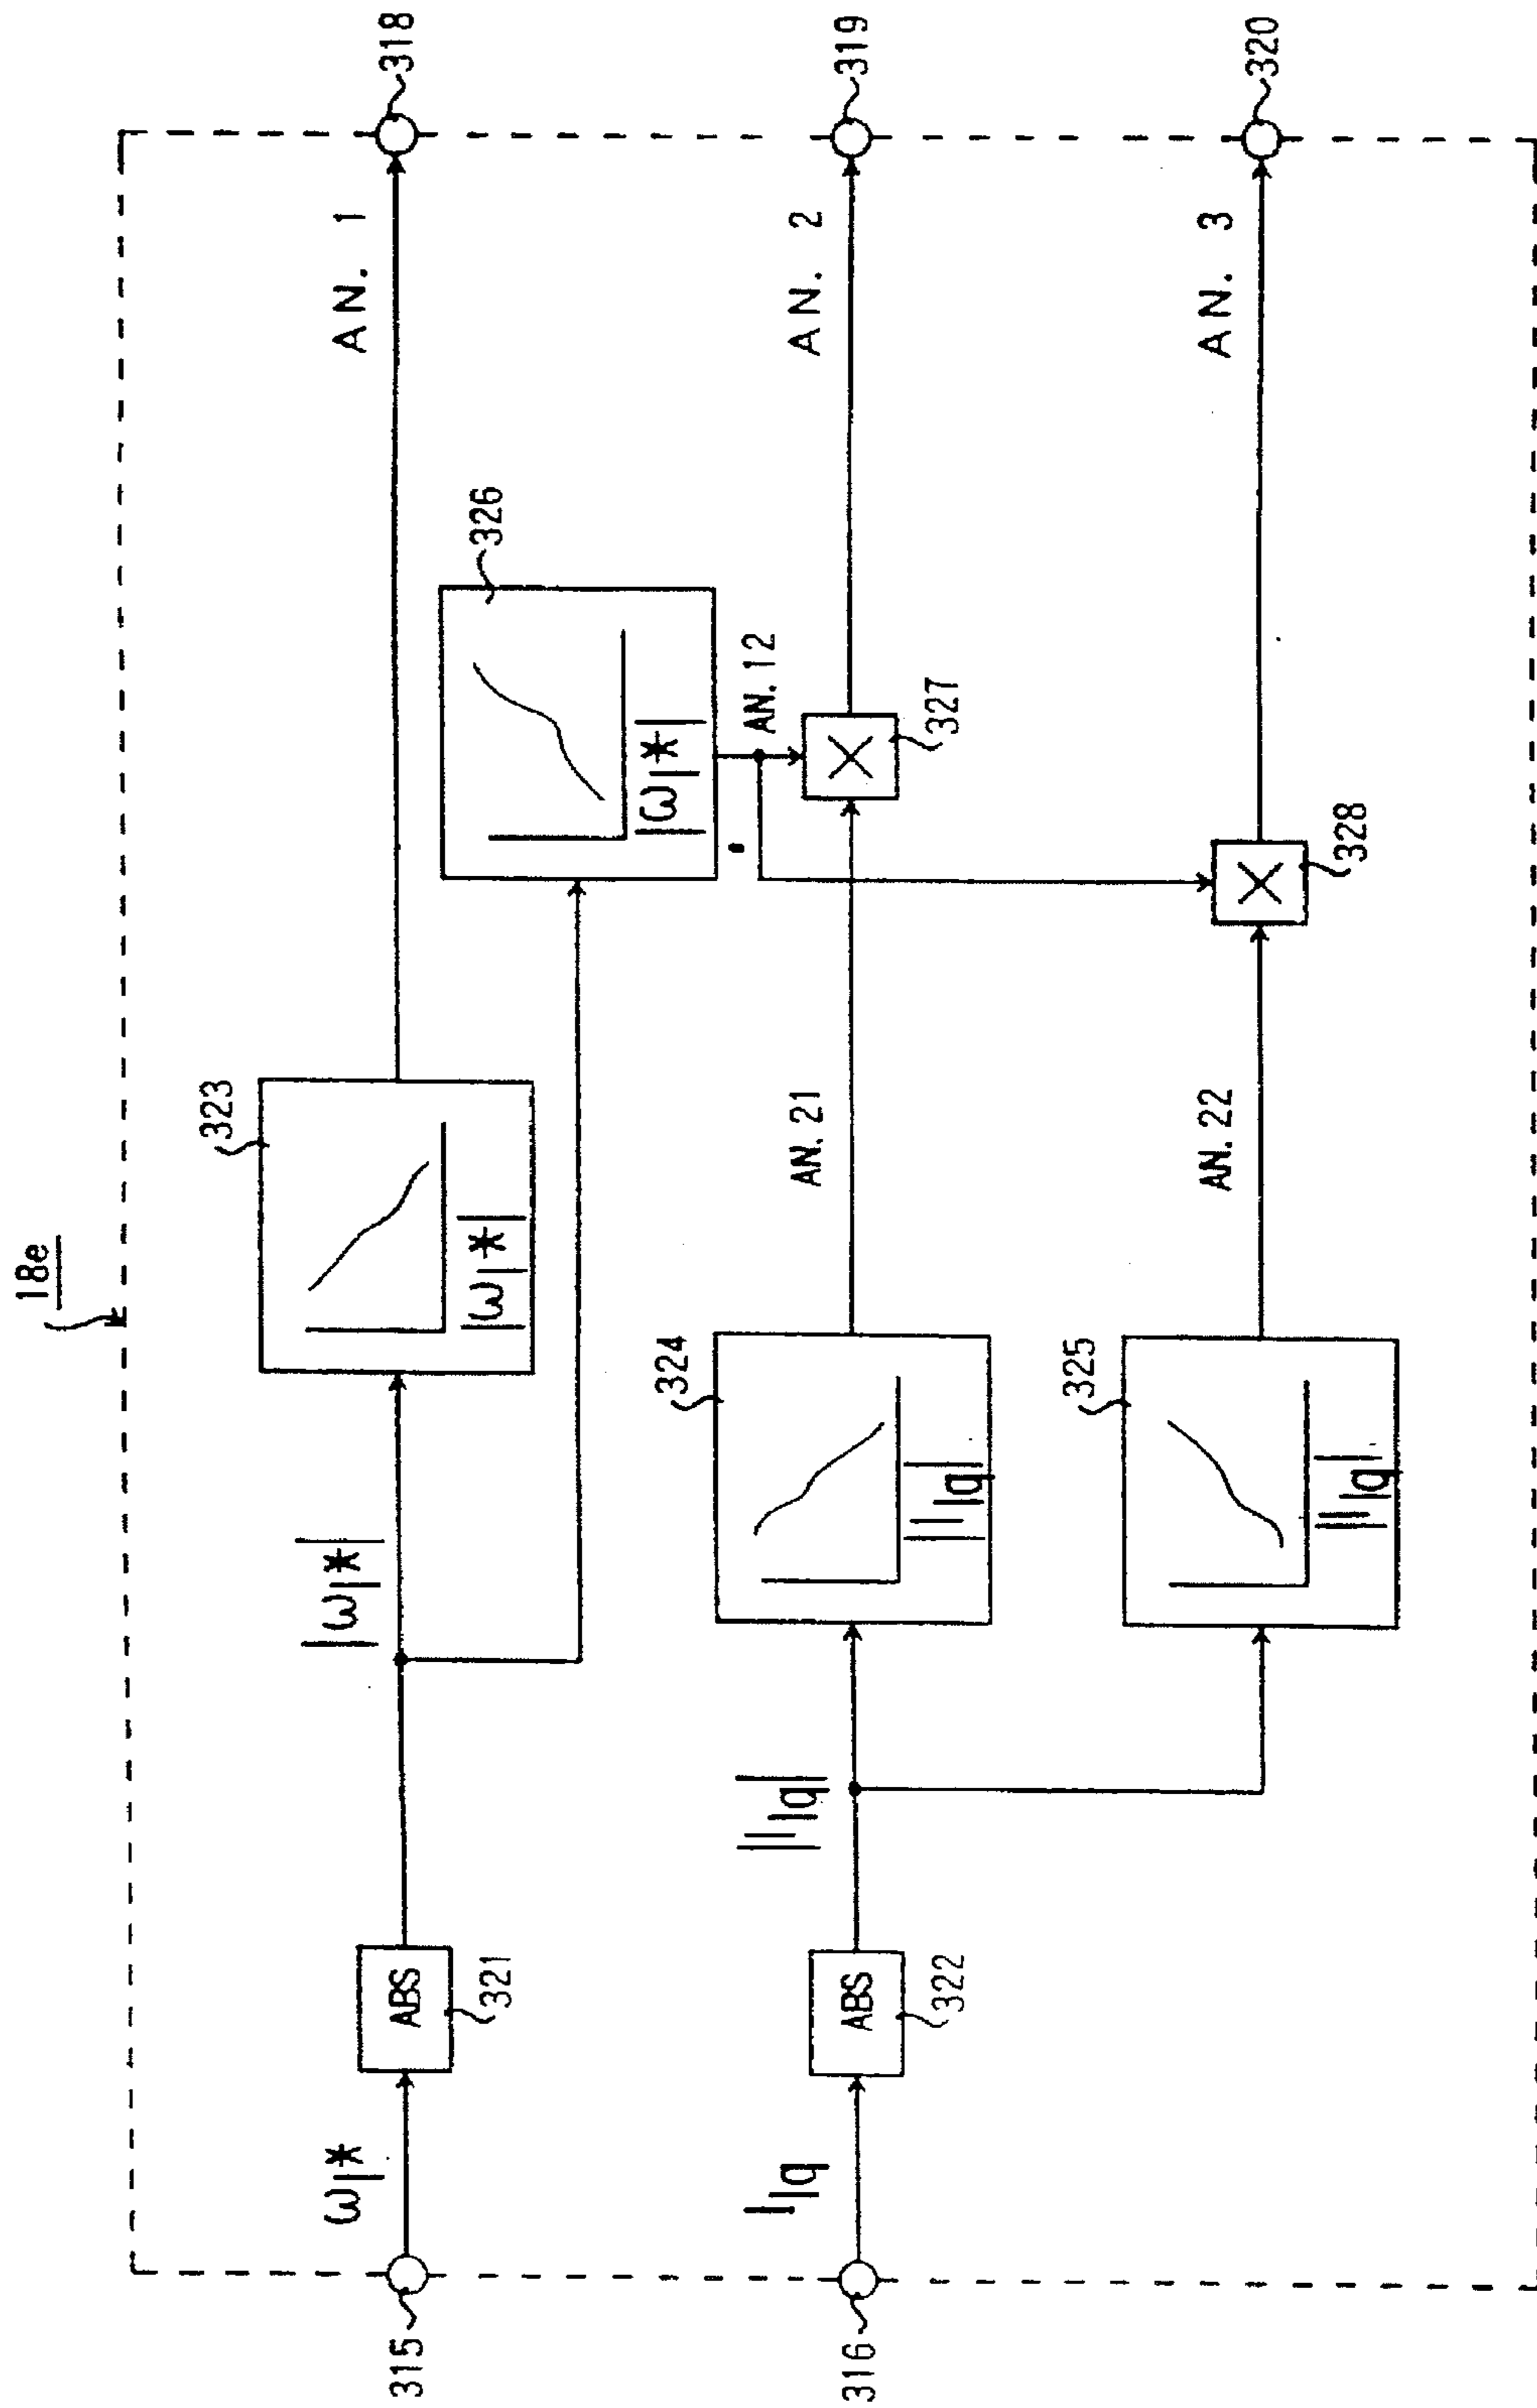 18e
315
ω₁*
ABS
321
|ω₁*|
323
|ω₁*|
326
|ω₁*|
AN. 1
318
316
I₁q
ABS
322
|I₁q|
324
|I₁q|
AN. 21
AN. 12
×
327
AN. 2
319
325
|I₁q|
AN. 22
×
328
AN. 3
320